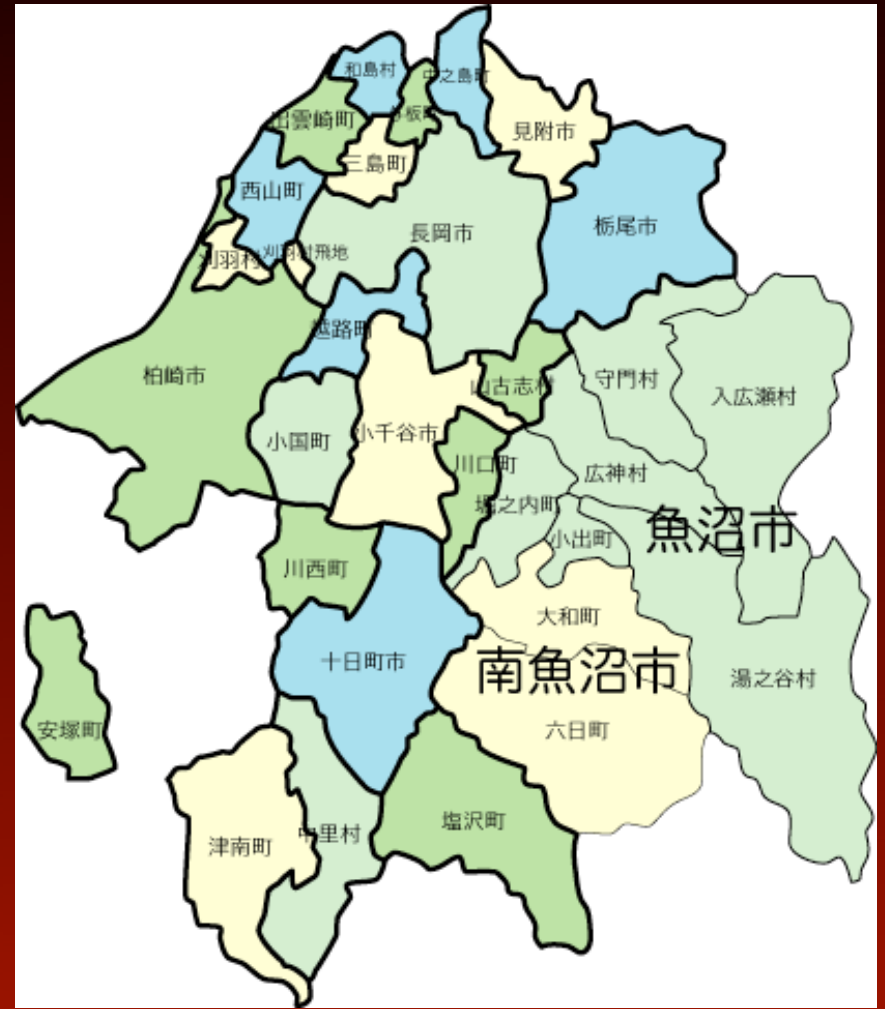 和島村
中之島町
出雲崎町
与板町
見附市
三島町
西山町
長岡市
栃尾市
刈羽村
刈羽村飛地
越路町
柏崎市
山古志村
守門村
入広瀬村
小国町
小千谷市
川口町
広神村
堀之内町
魚沼市
小出町
川西町
大和町
十日町市
南魚沼市
湯之谷村
安塚町
六日町
塩沢町
津南町
中里村